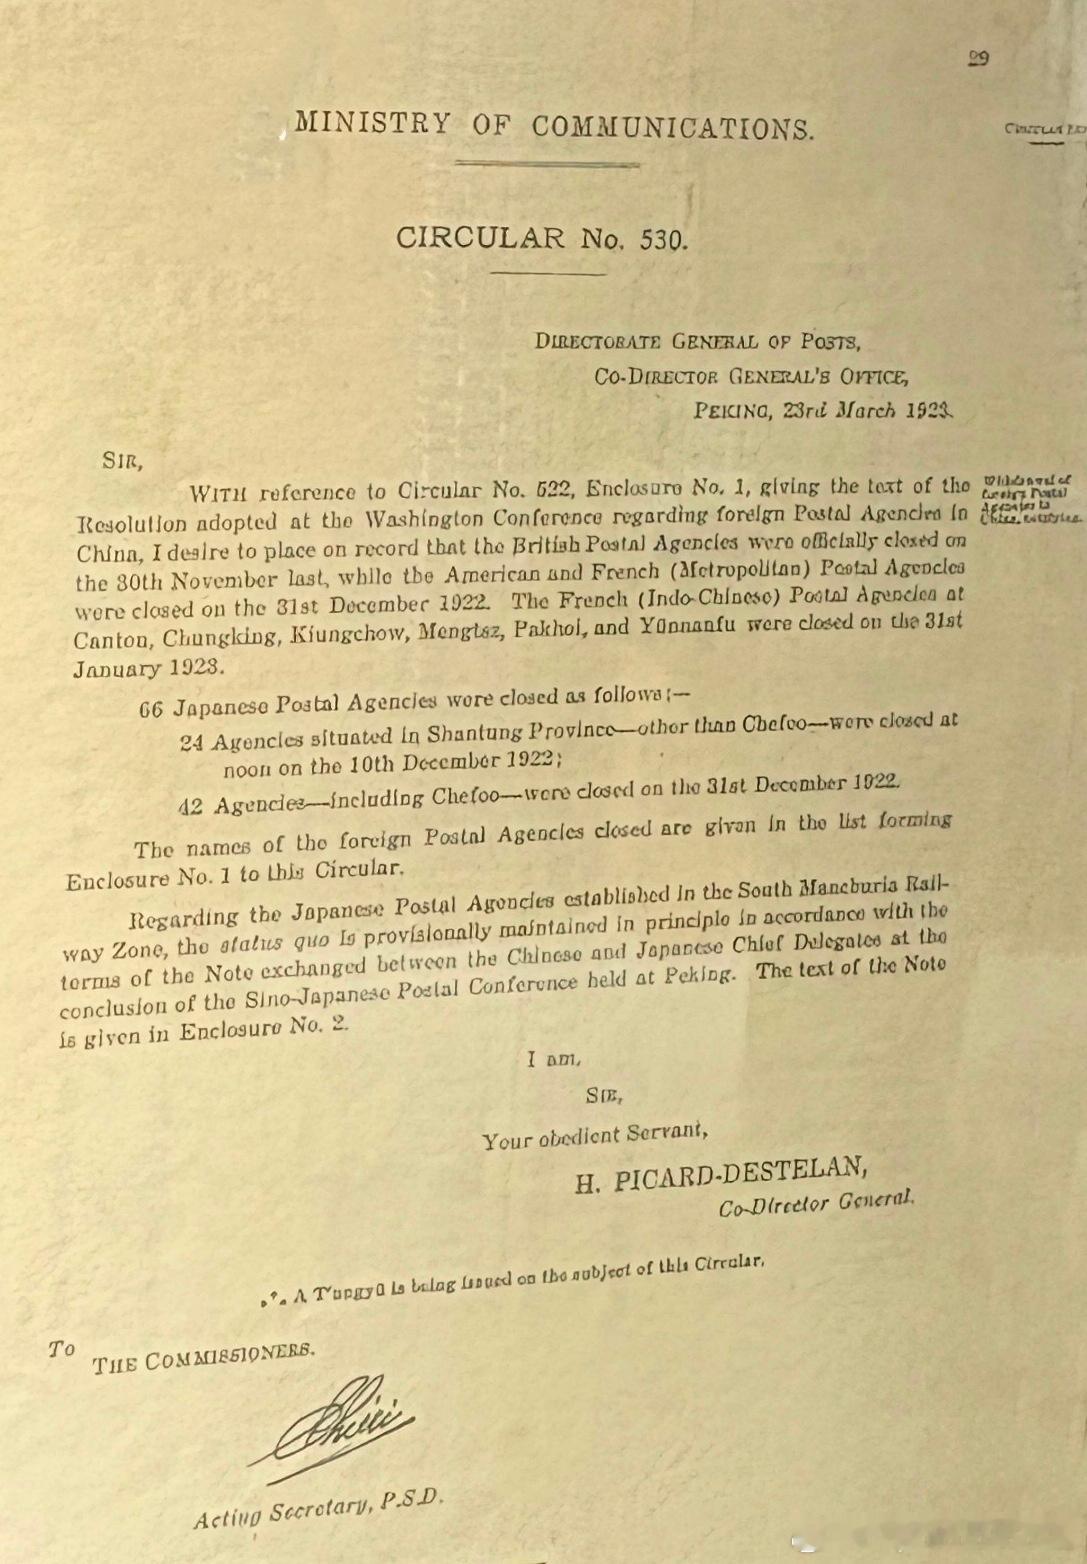 29
MINISTRY OF COMMUNICATIONS.
CIRCULAR No. 530.
DIRECTORATE GENERAL OF POSTS,
CO-DIRECTOR GENERAL'S OFFICE,
PEKING, 23rd March 1923.
SIR,
WITH reference to Circular No. 522, Enclosure No. 1, giving the text of the
Resolution adopted at the Washington Conference regarding foreign Postal Agencies in
China, I desire to place on record that the British Postal Agencies were officially closed on
the 30th November last, while the American and French (Metropolitan) Postal Agencies
were closed on the 31st December 1922. The French (Indo-Chinese) Postal Agencies at
Canton, Chungking, Kiungchow, Mengtsz, Pakhoi, and Yünnanfu were closed on the 31st
January 1923.
Withdrawal of
foreign Postal
Agencies in
66 Japanese Postal Agencies were closed as follows:—
24 Agencies situated in Shantung Province—other than Chefoo—were closed at
noon on the 10th December 1922;
42 Agencies—including Chefoo—were closed on the 31st December 1922.
The names of the foreign Postal Agencies closed are given in the list forming
Enclosure No. 1 to this Circular.
Regarding the Japanese Postal Agencies established in the South Manchuria Rail-
way Zone, the status quo is provisionally maintained in principle in accordance with the
terms of the Note exchanged between the Chinese and Japanese Chief Delegates at the
conclusion of the Sino-Japanese Postal Conference held at Peking. The text of the Note
is given in Enclosure No. 2.
I am,
SIR,
Your obedient Servant,
H. PICARD-DESTELAN,
Co-Director General.
⁂ A T'ungyü is being issued on the subject of this Circular.
To
THE COMMISSIONERS.
Acting Secretary, P.S.D.